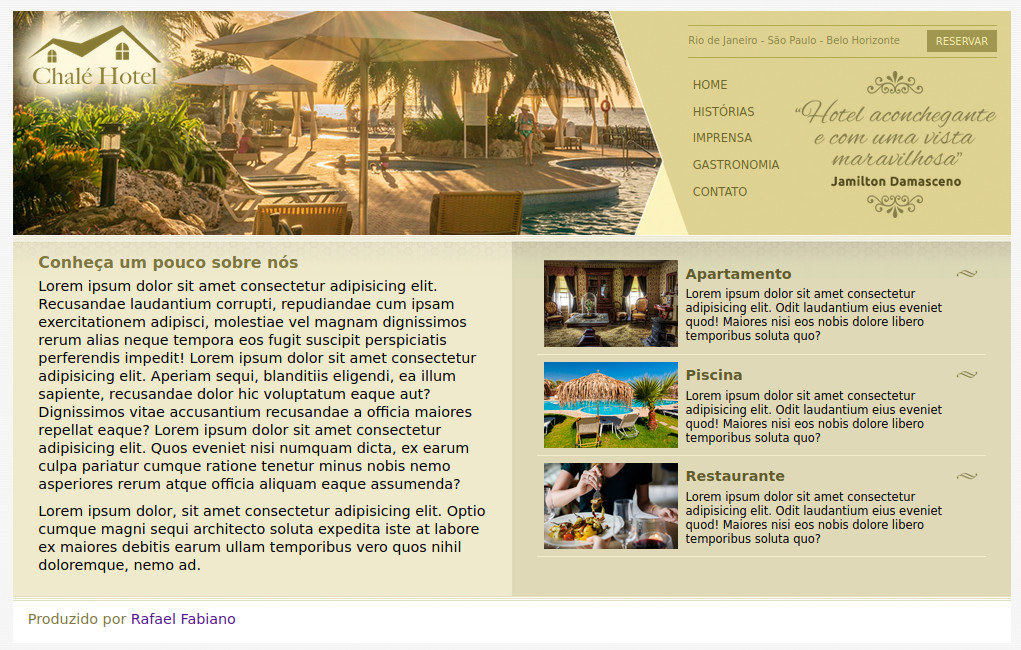 Chalé Hotel
Rio de Janeiro - São Paulo - Belo Horizonte
RESERVAR
HOME
HISTÓRIAS
IMPRENSA
GASTRONOMIA
CONTATO
“Hotel aconchegante
e com uma vista
maravilhosa”
Jamilton Damasceno
Conheça um pouco sobre nós
Lorem ipsum dolor sit amet consectetur adipisicing elit.
Recusandae laudantium corrupti, repudiandae cum ipsam
exercitationem adipisci, molestiae vel magnam dignissimos
rerum alias neque tempora eos fugit suscipit perspiciatis
perferendis impedit! Lorem ipsum dolor sit amet consectetur
adipisicing elit. Aperiam sequi, blanditiis eligendi, ea illum
sapiente, recusandae dolor hic voluptatum eaque aut?
Dignissimos vitae accusantium recusandae a officia maiores
repellat eaque? Lorem ipsum dolor sit amet consectetur
adipisicing elit. Quos eveniet nisi numquam dicta, ex earum
culpa pariatur cumque ratione tenetur minus nobis nemo
asperiores rerum atque officia aliquam eaque assumenda?
Lorem ipsum dolor, sit amet consectetur adipisicing elit. Optio
cumque magni sequi architecto soluta expedita iste at labore
ex maiores debitis earum ullam temporibus vero quos nihil
doloremque, nemo ad.
Apartamento
Lorem ipsum dolor sit amet consectetur
adipisicing elit. Odit laudantium eius eveniet
quod! Maiores nisi eos nobis dolore libero
temporibus soluta quo?
Piscina
Lorem ipsum dolor sit amet consectetur
adipisicing elit. Odit laudantium eius eveniet
quod! Maiores nisi eos nobis dolore libero
temporibus soluta quo?
Restaurante
Lorem ipsum dolor sit amet consectetur
adipisicing elit. Odit laudantium eius eveniet
quod! Maiores nisi eos nobis dolore libero
temporibus soluta quo?
Produzido por Rafael Fabiano